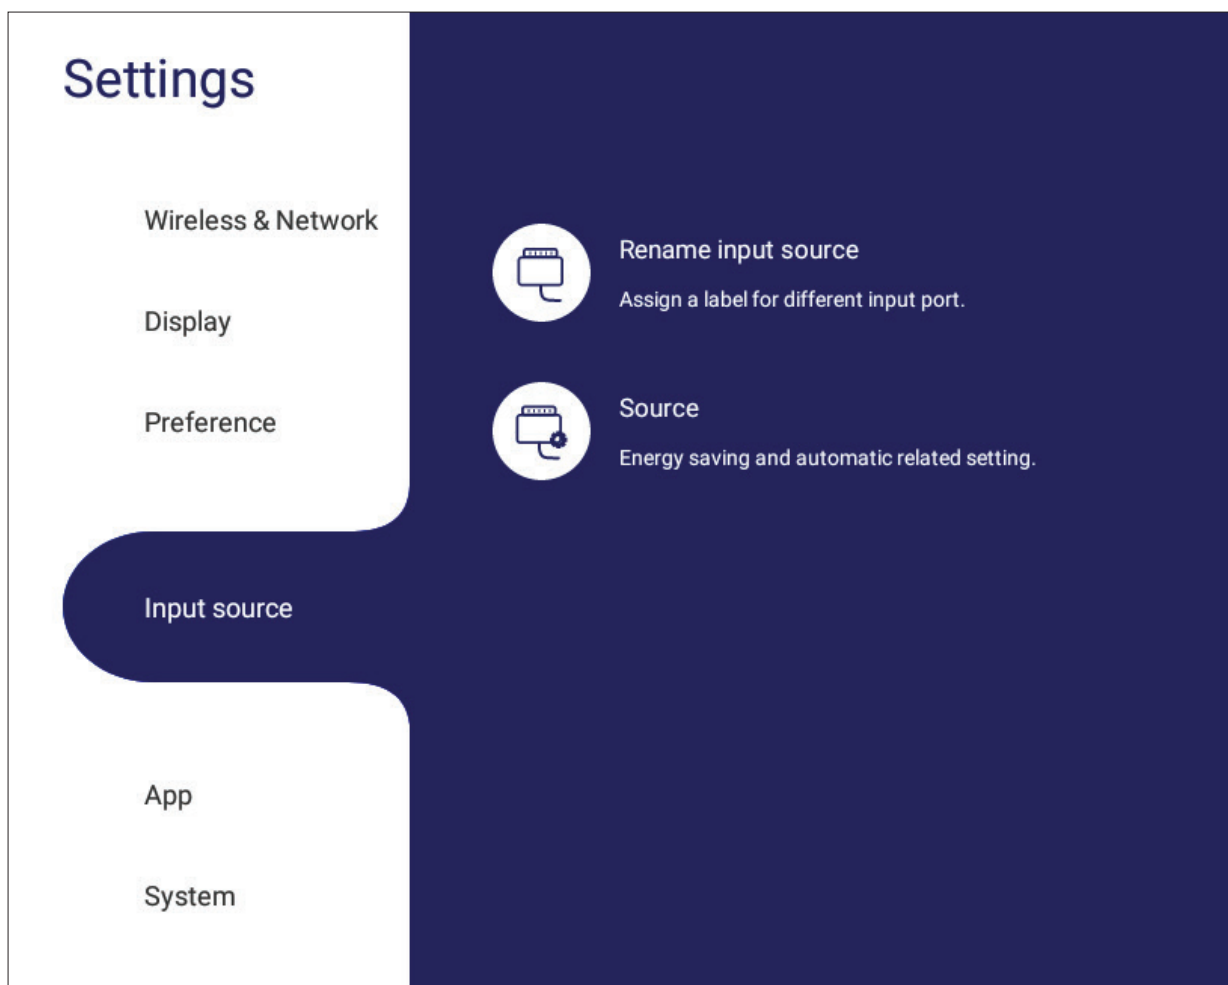 Settings
Wireless & Network
Display
Preference
Input source
App
System
Rename input source
Assign a label for different input port.
Source
Energy saving and automatic related setting.